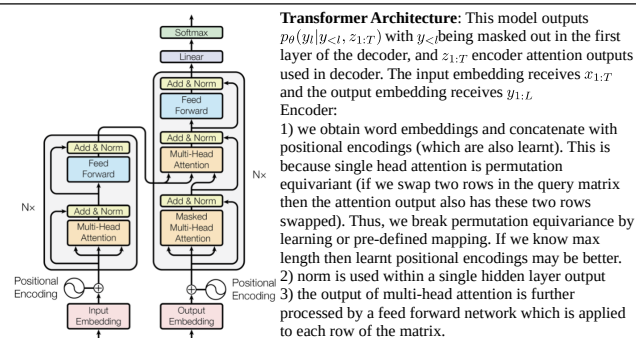 Softmax
Linear
Add & Norm
Feed
Forward
Add & Norm
Multi-Head
Attention
Add & Norm
Masked
Multi-Head
Attention
Nx
Add & Norm
Feed
Forward
Add & Norm
Multi-Head
Attention
Nx
Positional
Encoding
Positional
Encoding
Input
Embedding
Output
Embedding
Transformer Architecture: This model outputs
pθ(yl|y<l, z1:T) with y<l being masked out in the first
layer of the decoder, and z1:T encoder attention outputs
used in decoder. The input embedding receives x1:T
and the output embedding receives y1:L
Encoder:
1) we obtain word embeddings and concatenate with
positional encodings (which are also learnt). This is
because single head attention is permutation
equivariant (if we swap two rows in the query matrix
then the attention output also has these two rows
swapped). Thus, we break permutation equivariance by
learning or pre-defined mapping. If we know max
length then learnt positional encodings may be better.
2) norm is used within a single hidden layer output
3) the output of multi-head attention is further
processed by a feed forward network which is applied
to each row of the matrix.